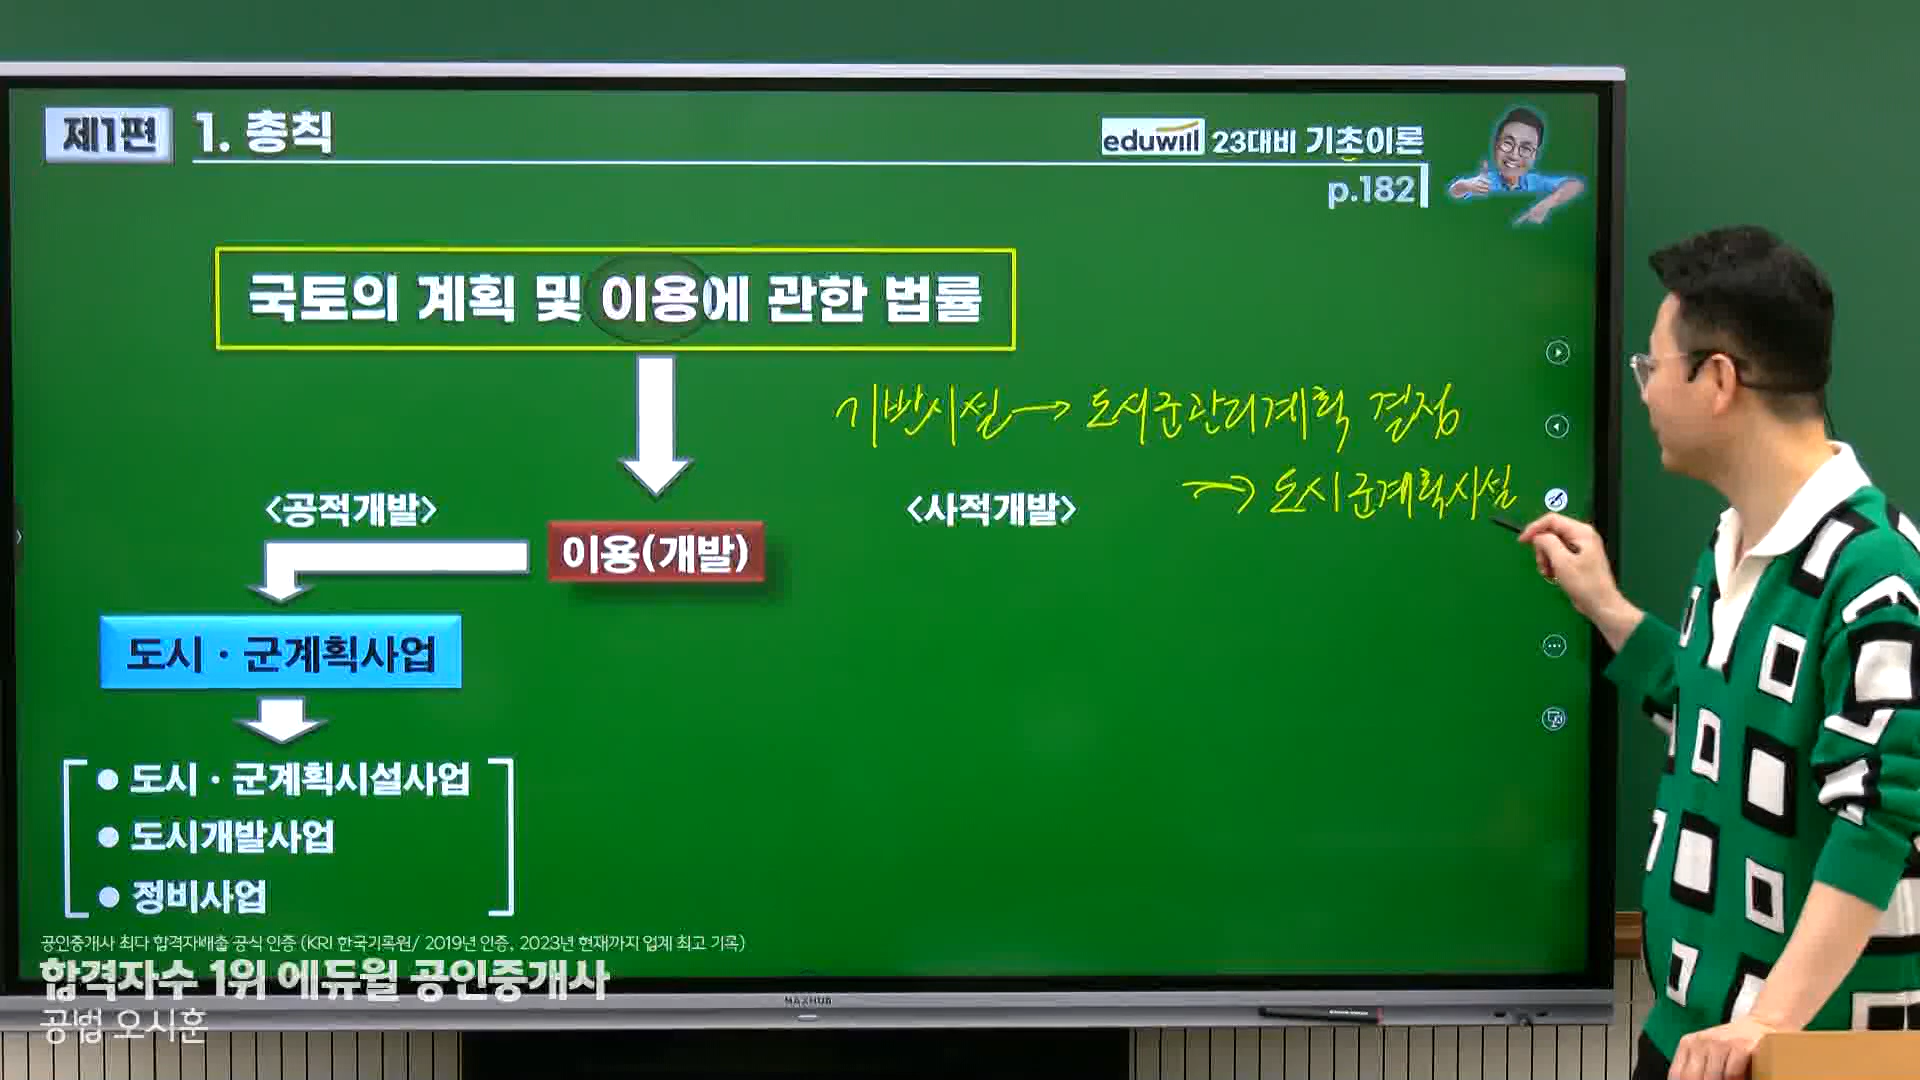 제1편 1. 총칙
eduwill 23대비 기초이론
p.182
국토의 계획 및 이용에 관한 법률
기반시설 → 도시군관리계획 결정
→ 도시군계획시설
<공적개발>
<사적개발>
이용(개발)
도시·군계획사업
● 도시·군계획시설사업
● 도시개발사업
● 정비사업
공인중개사 최다 합격자배출 공식 인증 (KRI 한국기록원/ 2019년 인증, 2023년 현재까지 업계 최고 기록)
합격자수 1위 에듀윌 공인중개사
공법 오시훈
MAXHUB